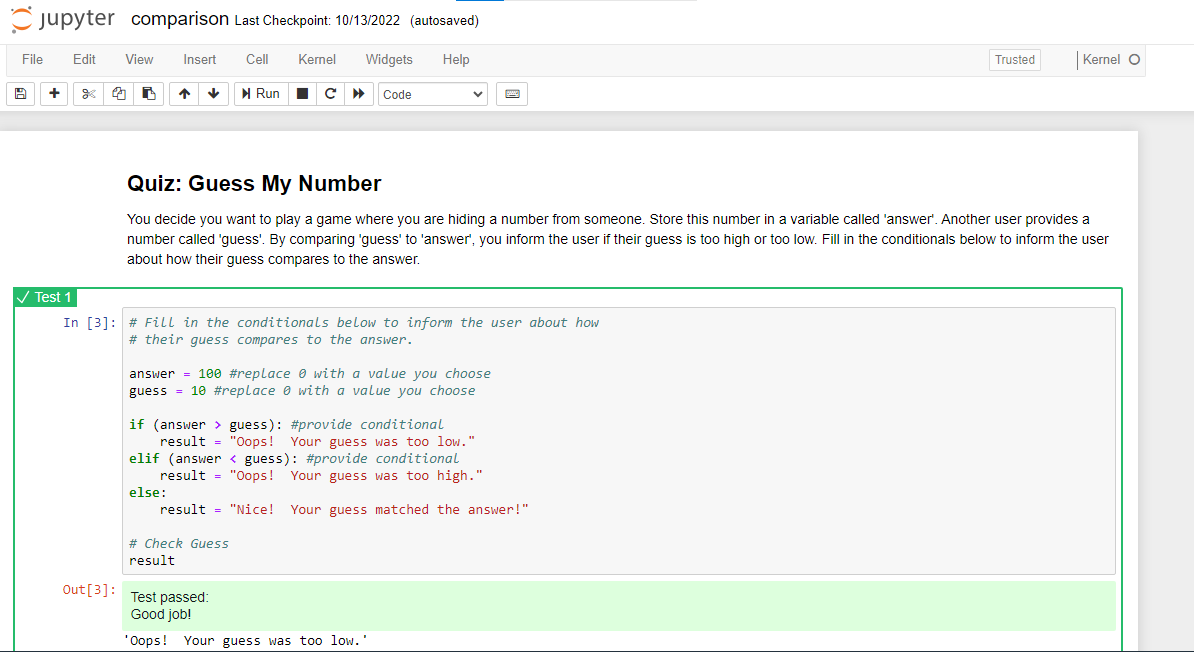 jupyter comparison Last Checkpoint: 10/13/2022 (autosaved)
File Edit View Insert Cell Kernel Widgets Help Trusted Kernel
Run Code
Quiz: Guess My Number
You decide you want to play a game where you are hiding a number from someone. Store this number in a variable called 'answer'. Another user provides a
number called 'guess'. By comparing 'guess' to 'answer', you inform the user if their guess is too high or too low. Fill in the conditionals below to inform the user
about how their guess compares to the answer.
Test 1
In [3]: # Fill in the conditionals below to inform the user about how
# their guess compares to the answer.
answer = 100 #replace 0 with a value you choose
guess = 10 #replace 0 with a value you choose
if (answer > guess): #provide conditional
    result = "Oops!  Your guess was too low."
elif (answer < guess): #provide conditional
    result = "Oops!  Your guess was too high."
else:
    result = "Nice!  Your guess matched the answer!"
# Check Guess
result
Out[3]: Test passed:
Good job!
'Oops!  Your guess was too low.'